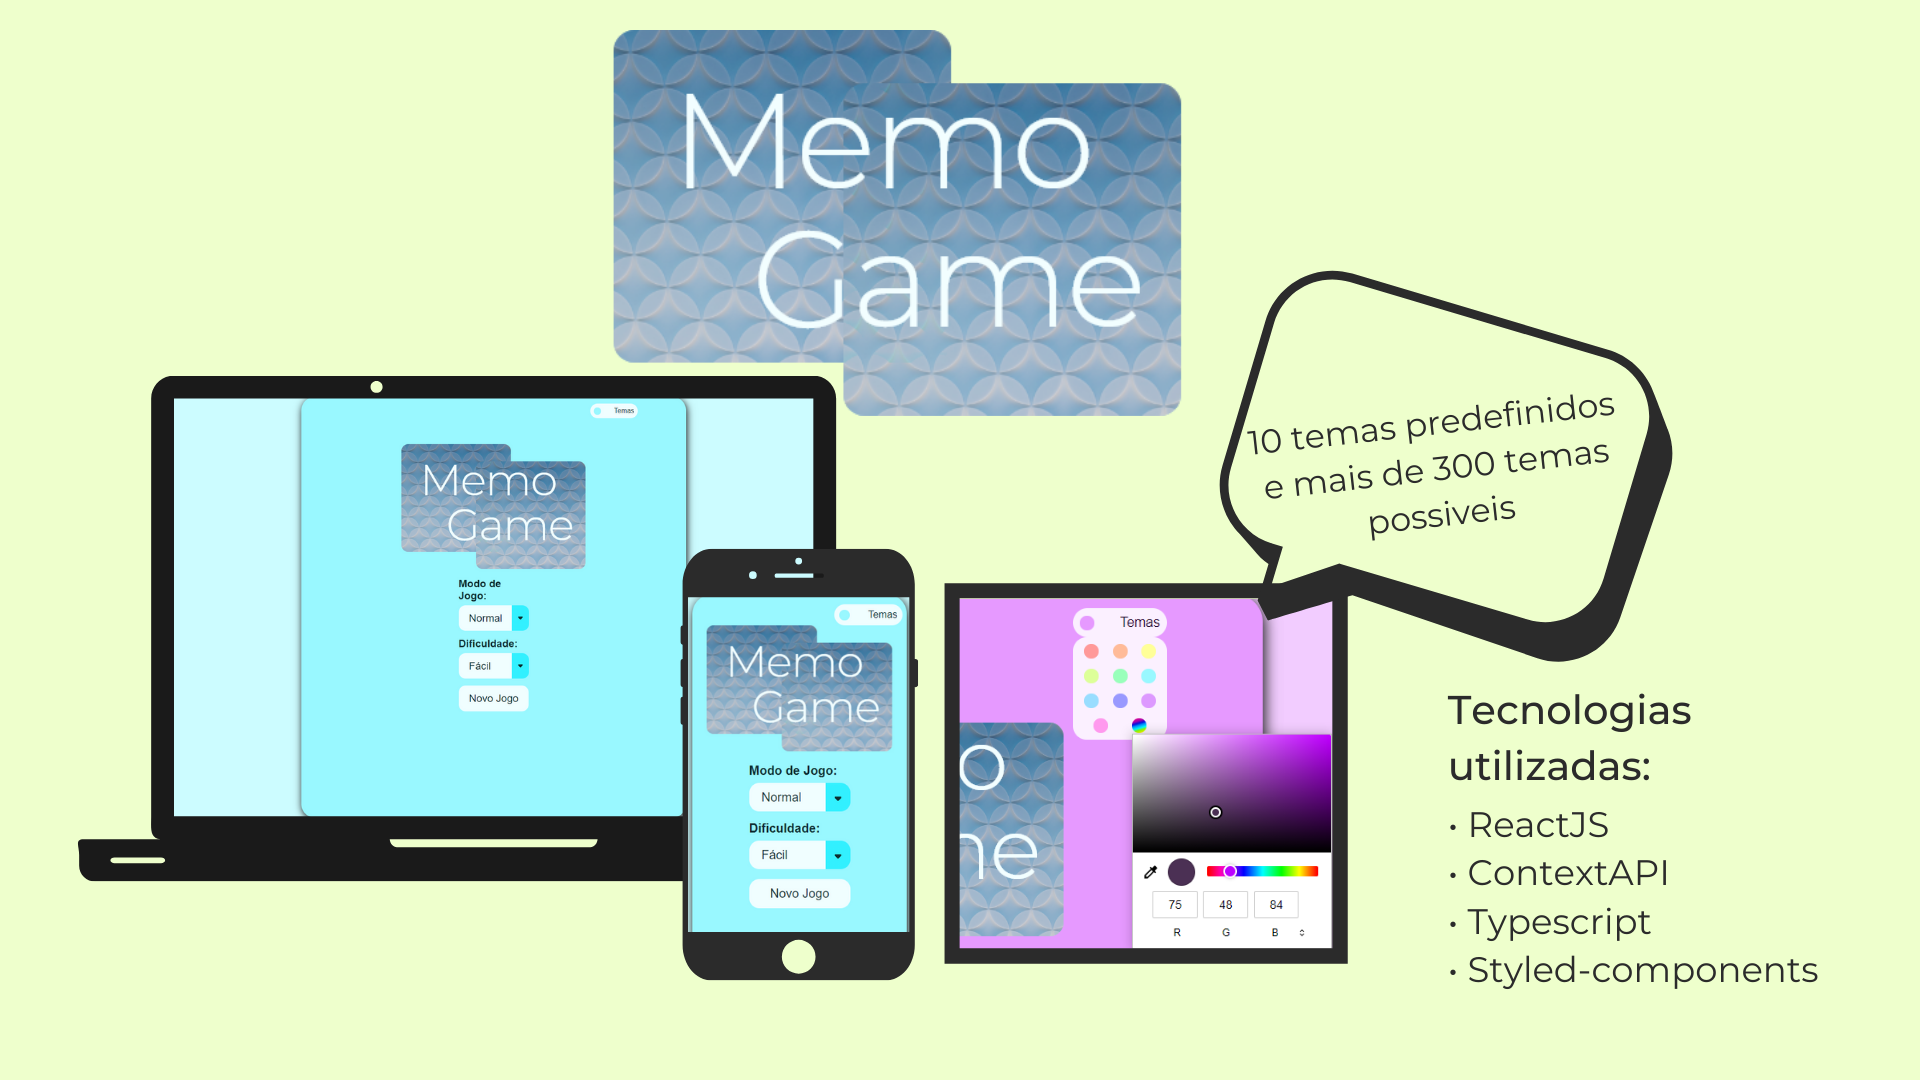 Memo
Game
Temas
Memo
Game
Modo de
Jogo:
Normal
Dificuldade:
Fácil
Novo Jogo
Temas
Memo
Game
Modo de Jogo:
Normal
Dificuldade:
Fácil
Novo Jogo
Temas
o
me
75 48 84
R G B
10 temas predefinidos
e mais de 300 temas
possiveis
Tecnologias
utilizadas:
• ReactJS
• ContextAPI
• Typescript
• Styled-components